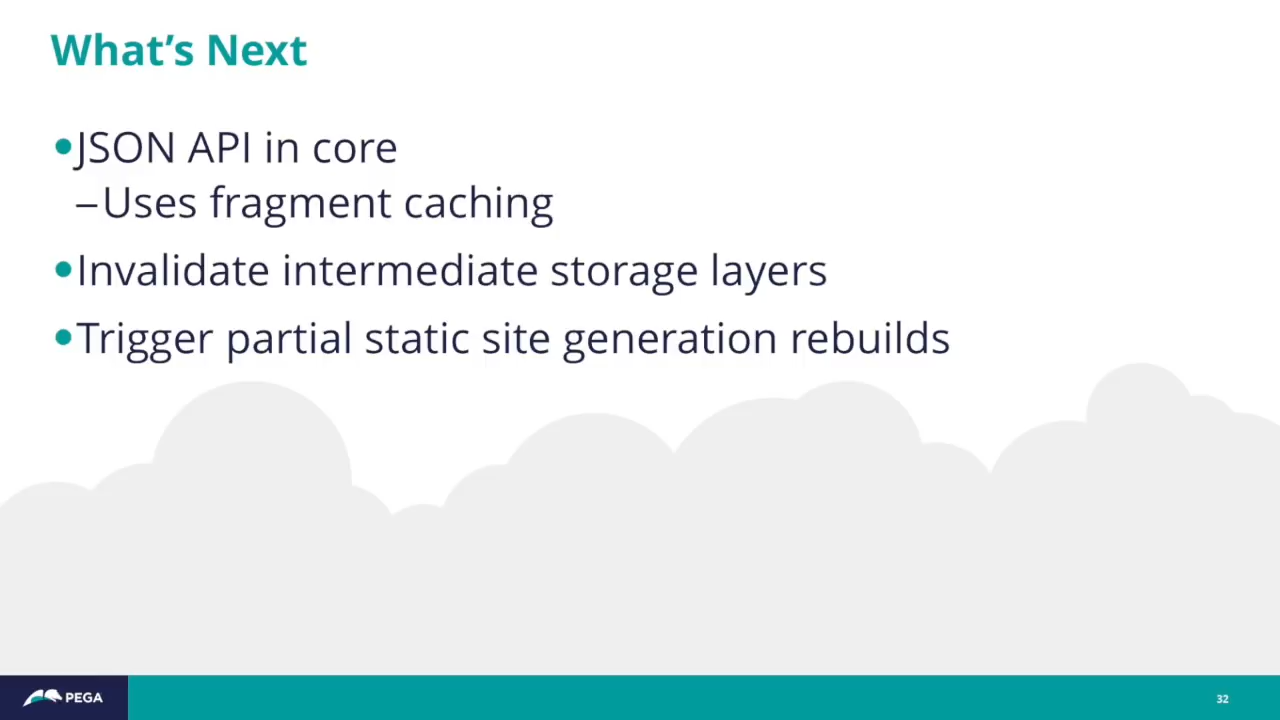 What's Next
•JSON API in core
–Uses fragment caching
•Invalidate intermediate storage layers
•Trigger partial static site generation rebuilds
PEGA
32